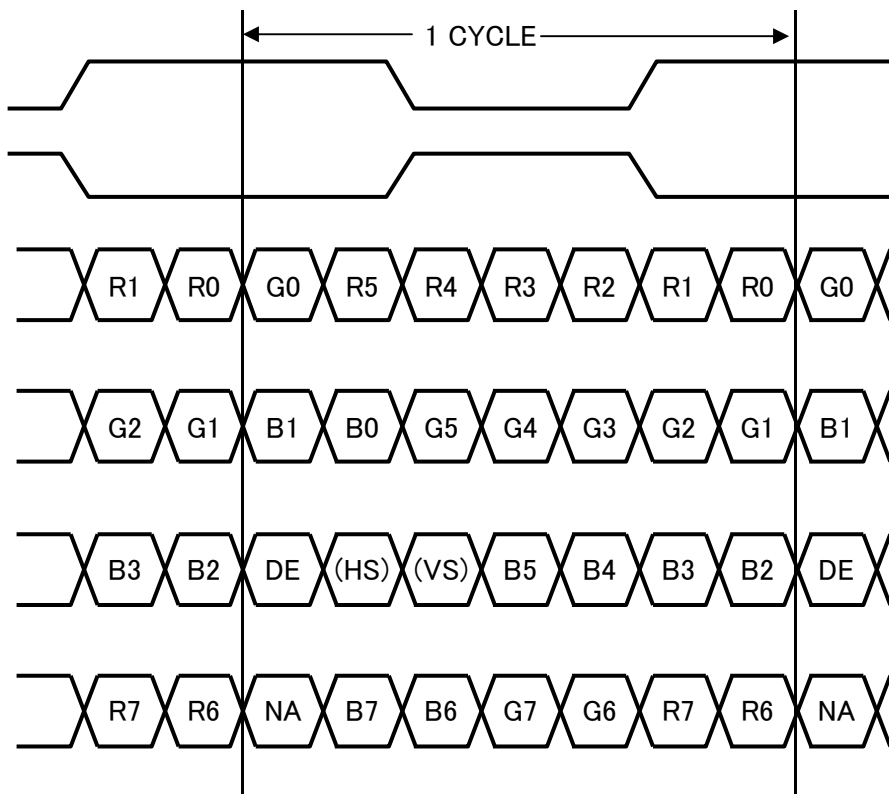 1 CYCLE
R1 R0 G0 R5 R4 R3 R2 R1 R0 G0
G2 G1 B1 B0 G5 G4 G3 G2 G1 B1
B3 B2 DE (HS) (VS) B5 B4 B3 B2 DE
R7 R6 NA B7 B6 G7 G6 R7 R6 NA